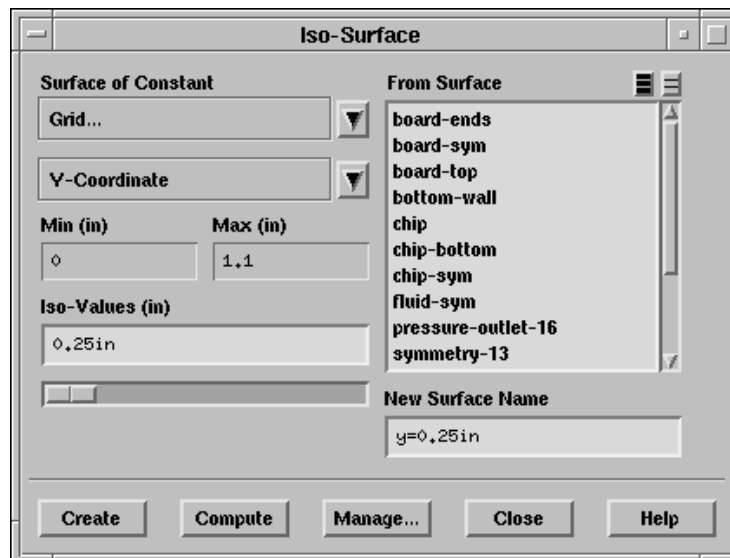 Iso-Surface
Surface of Constant
Grid...
Y-Coordinate
Min (in) Max (in)
0 1.1
Iso-Values (in)
0.25in
From Surface
board-ends
board-sym
board-top
bottom-wall
chip
chip-bottom
chip-sym
fluid-sym
pressure-outlet-16
symmetry-13
New Surface Name
y=0.25in
Create Compute Manage... Close Help